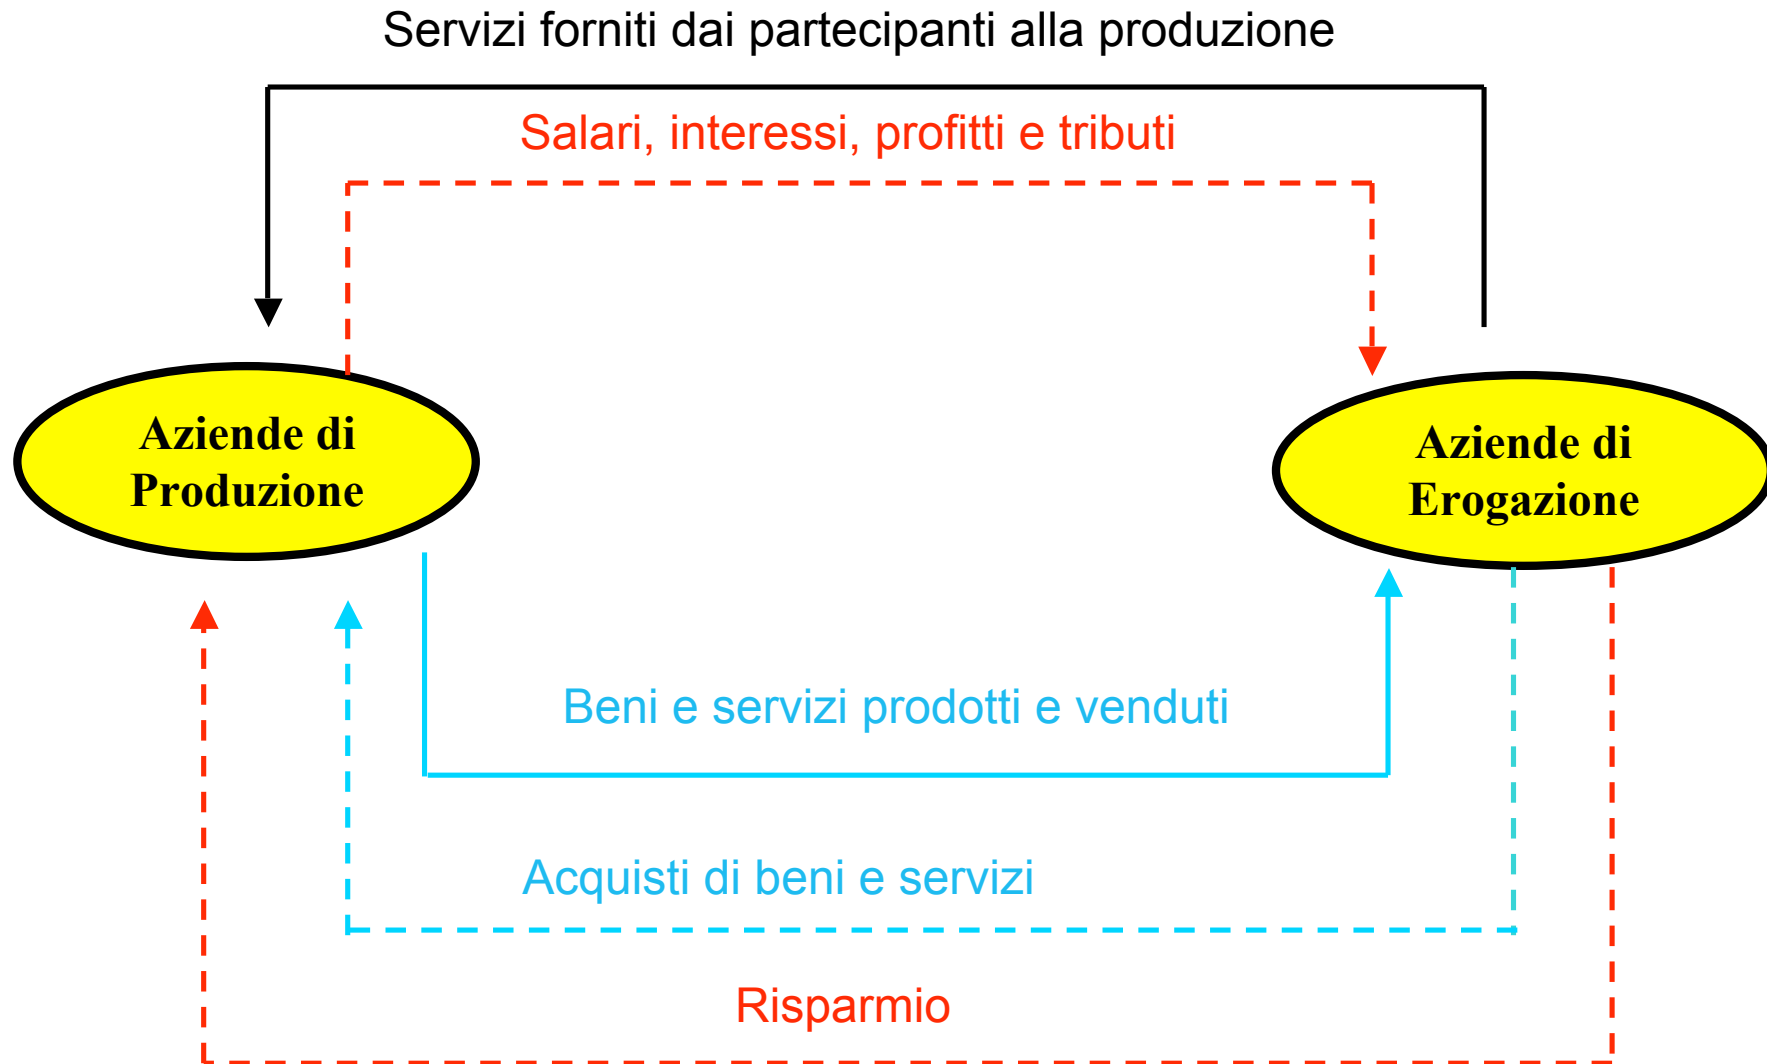 Servizi forniti dai partecipanti alla produzione
Salari, interessi, profitti e tributi
Aziende di
Produzione
Aziende di
Erogazione
Beni e servizi prodotti e venduti
Acquisti di beni e servizi
Risparmio